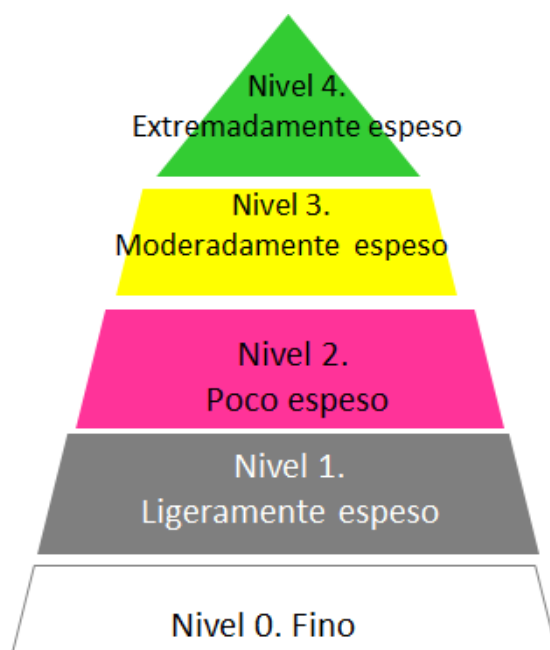 Nivel 4.
Extremadamente espeso
Nivel 3.
Moderadamente espeso
Nivel 2.
Poco espeso
Nivel 1.
Ligeramente espeso
Nivel 0. Fino